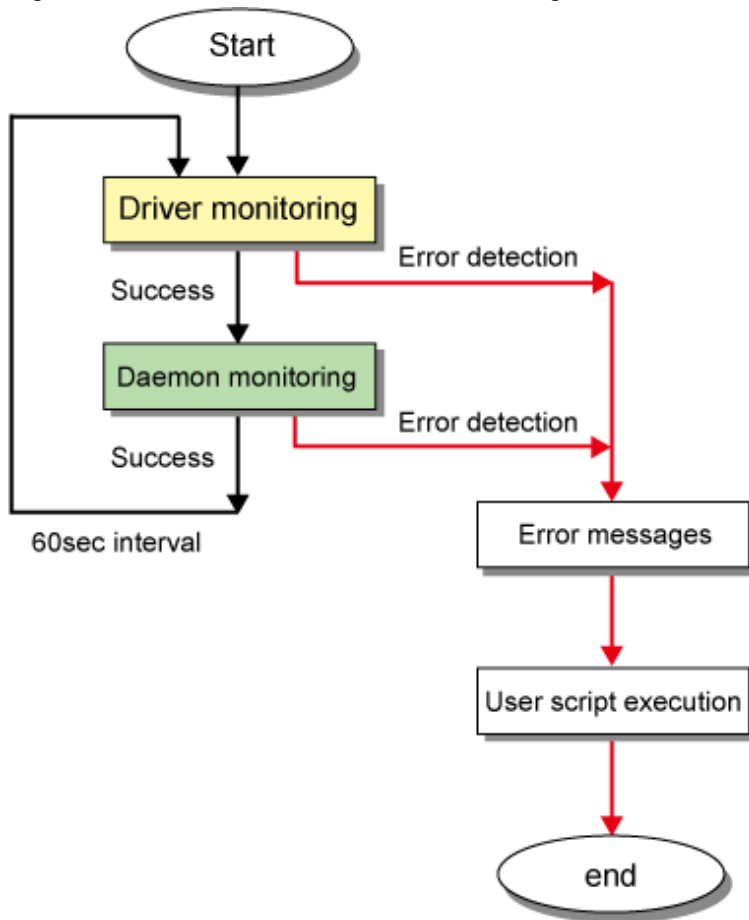 Start
Driver monitoring
Error detection
Success
Daemon monitoring
Error detection
Success
60sec interval
Error messages
User script execution
end